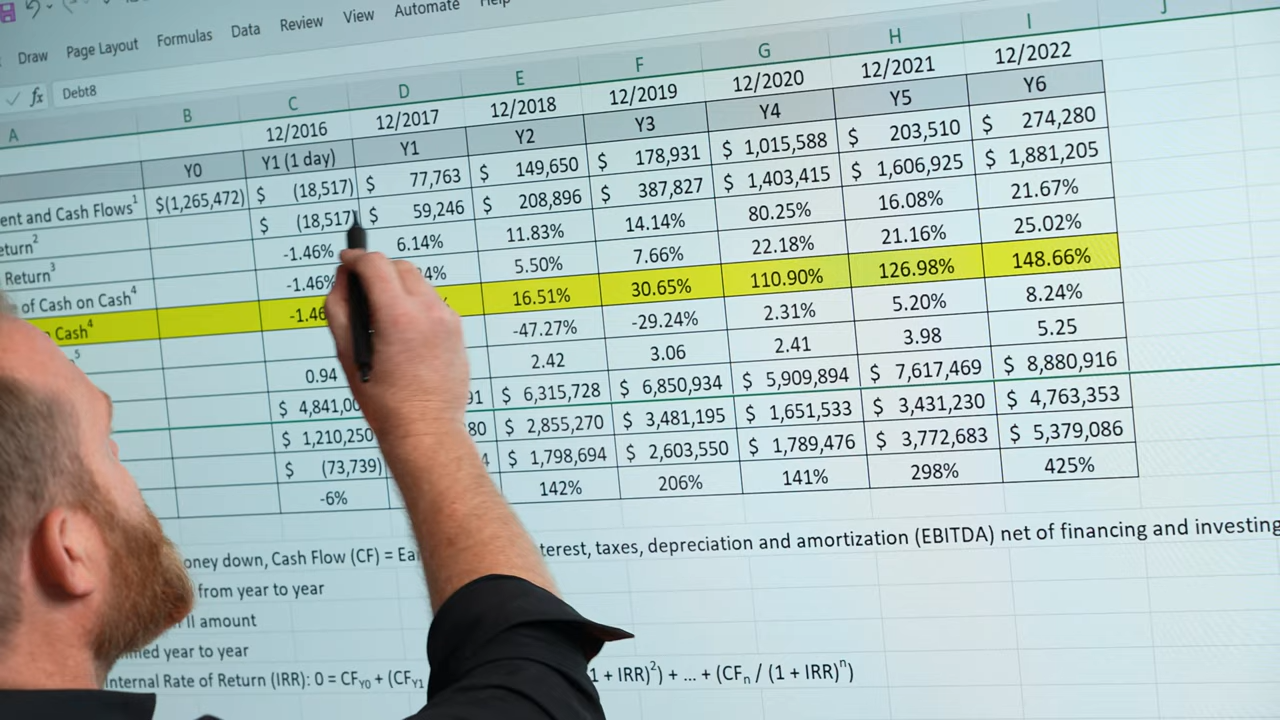 Draw Page Layout Formulas Data Review View Automate Help
fx Debt8
A B C D E F G H I J
12/2016 12/2017 12/2018 12/2019 12/2020 12/2021 12/2022
Y0 Y1 (1 day) Y1 Y2 Y3 Y4 Y5 Y6
ent and Cash Flows1 $(1,265,472) $ (18,517) $ 77,763 $ 149,650 $ 178,931 $ 1,015,588 $ 203,510 $ 274,280
$ (18,517) $ 59,246 $ 208,896 $ 387,827 $ 1,403,415 $ 1,606,925 $ 1,881,205
eturn2 -1.46% 6.14% 11.83% 14.14% 80.25% 16.08% 21.67%
Return3 -1.46% 4% 5.50% 7.66% 22.18% 21.16% 25.02%
of Cash on Cash4 -1.46 16.51% 30.65% 110.90% 126.98% 148.66%
Cash4 -47.27% -29.24% 2.31% 5.20% 8.24%
5 0.94 2.42 3.06 2.41 3.98 5.25
$ 4,841,00 91 $ 6,315,728 $ 6,850,934 $ 5,909,894 $ 7,617,469 $ 8,880,916
$ 1,210,250 80 $ 2,855,270 $ 3,481,195 $ 1,651,533 $ 3,431,230 $ 4,763,353
$ (73,739) 4 $ 1,798,694 $ 2,603,550 $ 1,789,476 $ 3,772,683 $ 5,379,086
-6% 142% 206% 141% 298% 425%
oney down, Cash Flow (CF) = Ea terest, taxes, depreciation and amortization (EBITDA) net of financing and investing
from year to year
ll amount
med year to year
Internal Rate of Return (IRR): 0 = CFY0 + (CFY1 1 + IRR)2) + ... + (CFn / (1 + IRR)n)